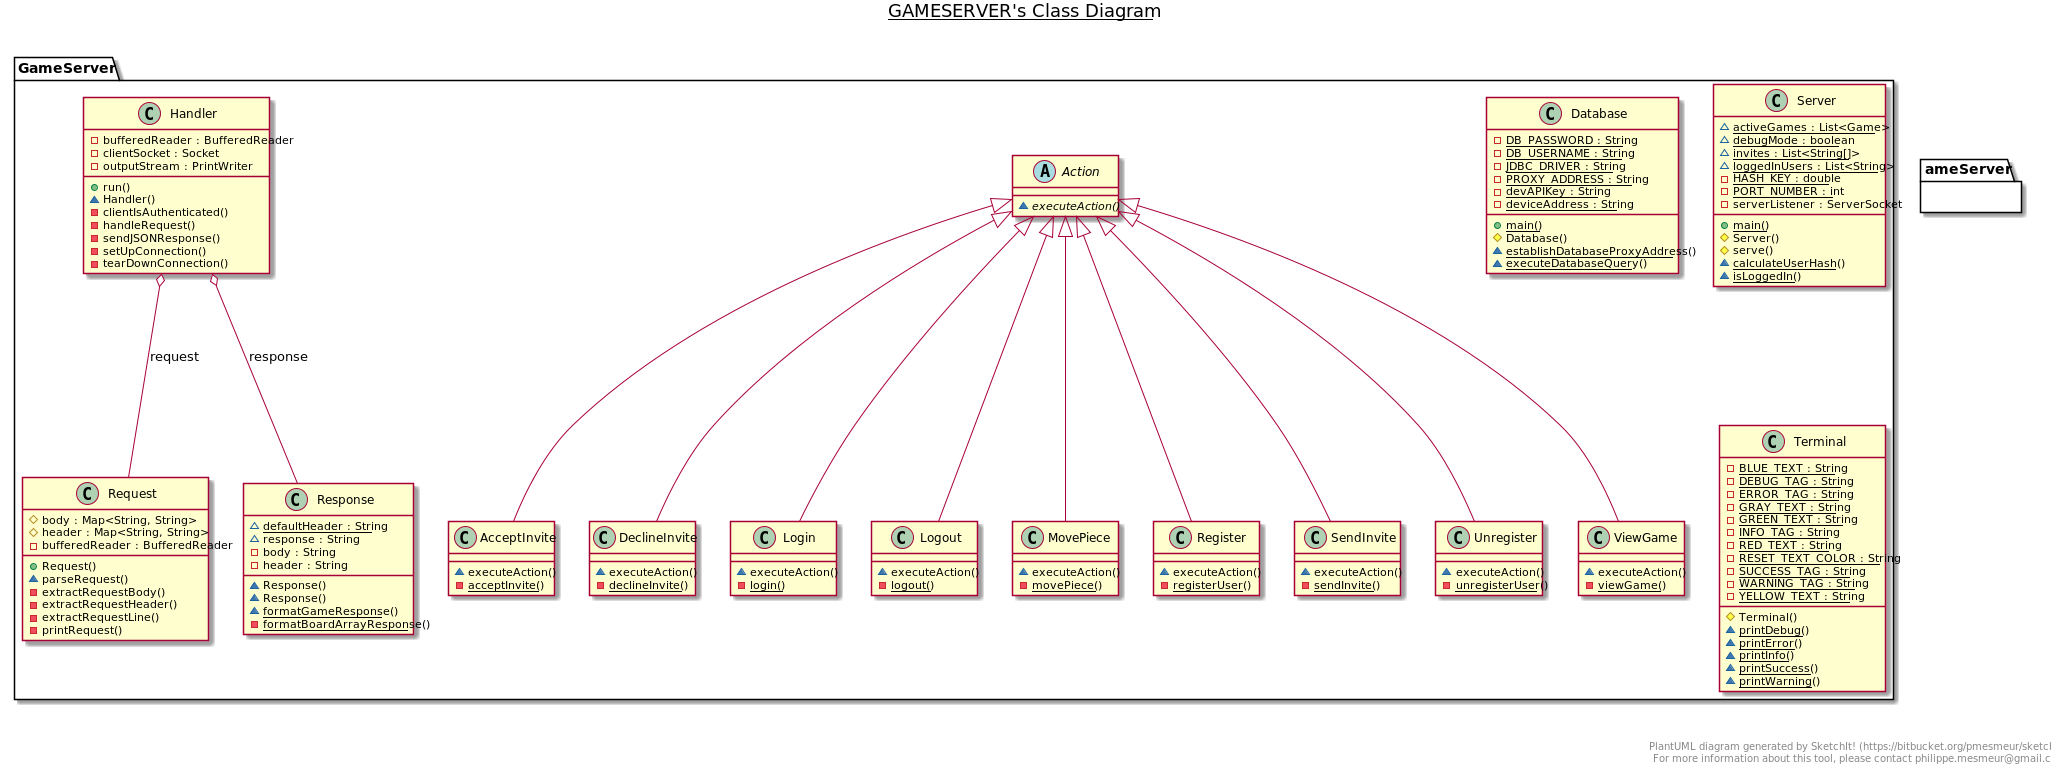 GAMESERVER's Class Diagram
GameServer
C Handler
bufferedReader : BufferedReader
clientSocket : Socket
outputStream : PrintWriter
run()
Handler()
clientIsAuthenticated()
handleRequest()
sendJSONResponse()
setUpConnection()
tearDownConnection()
A Action
executeAction()
C Database
DB_PASSWORD : String
DB_USERNAME : String
JDBC_DRIVER : String
PROXY_ADDRESS : String
devAPIKey : String
deviceAddress : String
main()
Database()
establishDatabaseProxyAddress()
executeDatabaseQuery()
C Server
activeGames : List<Game>
debugMode : boolean
invites : List<String[]>
loggedInUsers : List<String>
HASH_KEY : double
PORT_NUMBER : int
serverListener : ServerSocket
main()
Server()
serve()
calculateUserHash()
isLoggedIn()
ameServer
request
response
C Request
body : Map<String, String>
header : Map<String, String>
bufferedReader : BufferedReader
Request()
parseRequest()
extractRequestBody()
extractRequestHeader()
extractRequestLine()
printRequest()
C Response
defaultHeader : String
response : String
body : String
header : String
Response()
Response()
formatGameResponse()
formatBoardArrayResponse()
C AcceptInvite
executeAction()
acceptInvite()
C DeclineInvite
executeAction()
declineInvite()
C Login
executeAction()
login()
C Logout
executeAction()
logout()
C MovePiece
executeAction()
movePiece()
C Register
executeAction()
registerUser()
C SendInvite
executeAction()
sendInvite()
C Unregister
executeAction()
unregisterUser()
C ViewGame
executeAction()
viewGame()
C Terminal
BLUE_TEXT : String
DEBUG_TAG : String
ERROR_TAG : String
GRAY_TEXT : String
GREEN_TEXT : String
INFO_TAG : String
RED_TEXT : String
RESET_TEXT_COLOR : String
SUCCESS_TAG : String
WARNING_TAG : String
YELLOW_TEXT : String
Terminal()
printDebug()
printError()
printInfo()
printSuccess()
printWarning()
PlantUML diagram generated by SketchIt! (https://bitbucket.org/pmesmeur/sketcl
For more information about this tool, please contact philippe.mesmeur@gmail.c